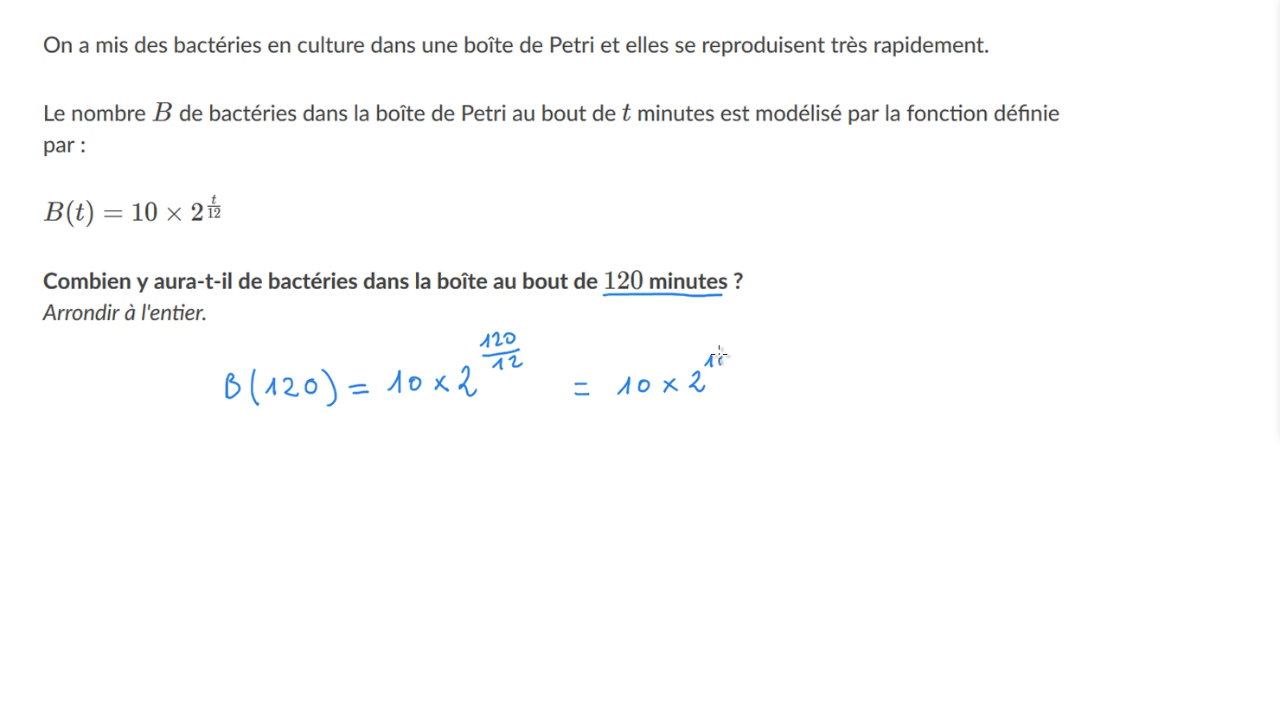 On a mis des bactéries en culture dans une boîte de Petri et elles se reproduisent très rapidement.
Le nombre B de bactéries dans la boîte de Petri au bout de t minutes est modélisé par la fonction définie
par :
B(t) = 10 × 2^(t/12)
Combien y aura-t-il de bactéries dans la boîte au bout de 120 minutes ?
Arrondir à l'entier.
B(120) = 10 × 2^(120/12) = 10 × 2^10